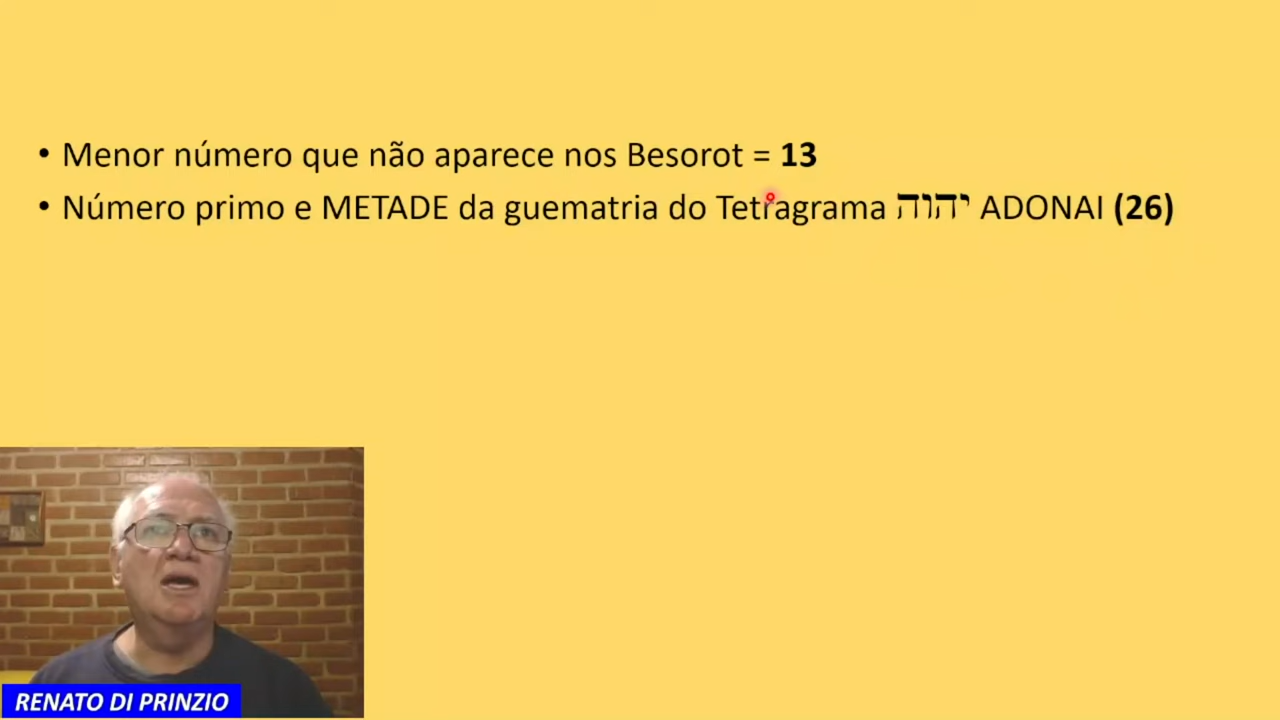 • Menor número que não aparece nos Besorot = 13
• Número primo e METADE da guematria do Tetragrama יהוה ADONAI (26)
RENATO DI PRINZIO